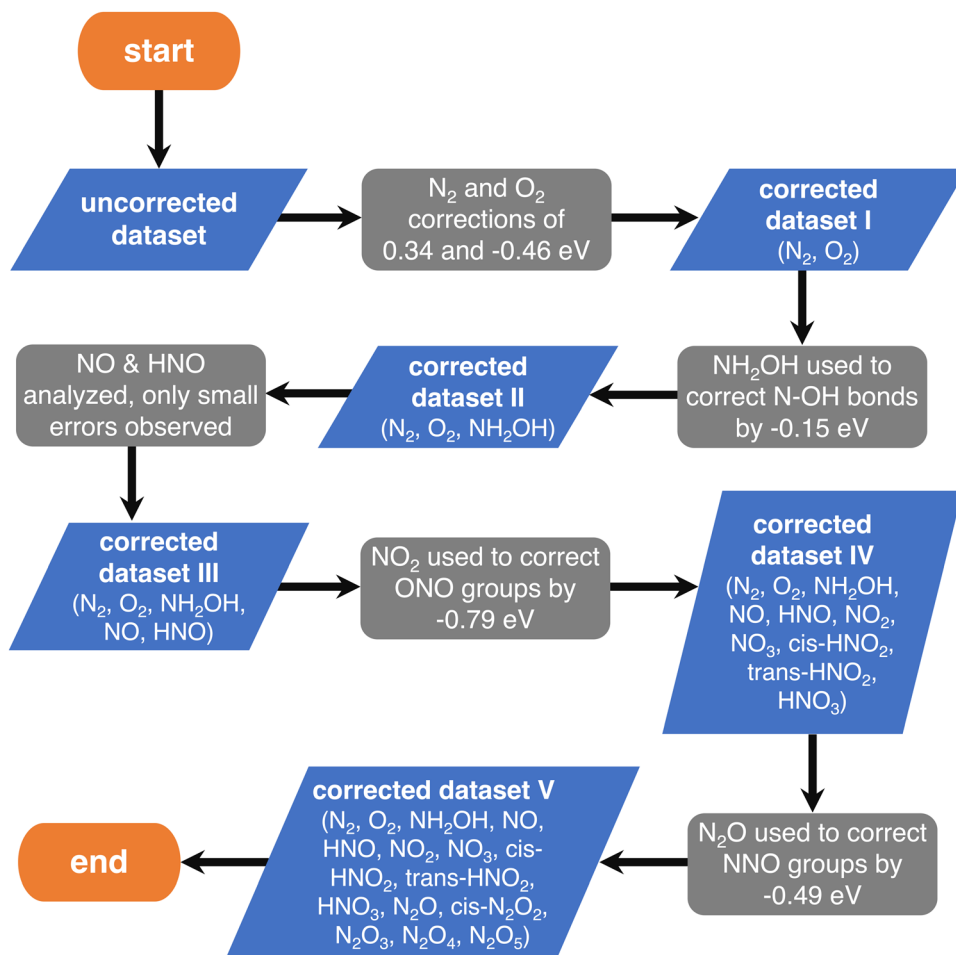 start
uncorrected
dataset
N₂ and O₂
corrections of
0.34 and -0.46 eV
corrected
dataset I
(N₂, O₂)
NH₂OH used to
correct N-OH bonds
by -0.15 eV
corrected
dataset II
(N₂, O₂, NH₂OH)
NO & HNO
analyzed, only small
errors observed
corrected
dataset III
(N₂, O₂, NH₂OH,
NO, HNO)
NO₂ used to correct
ONO groups by
-0.79 eV
corrected
dataset IV
(N₂, O₂, NH₂OH,
NO, HNO, NO₂,
NO₃, cis-HNO₂,
trans-HNO₂,
HNO₃)
N₂O used to correct
NNO groups by
-0.49 eV
corrected dataset V
(N₂, O₂, NH₂OH, NO,
HNO, NO₂, NO₃, cis-
HNO₂, trans-HNO₂,
HNO₃, N₂O, cis-N₂O₂,
N₂O₃, N₂O₄, N₂O₅)
end